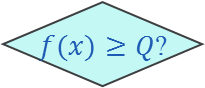 f(x) ≥ Q?